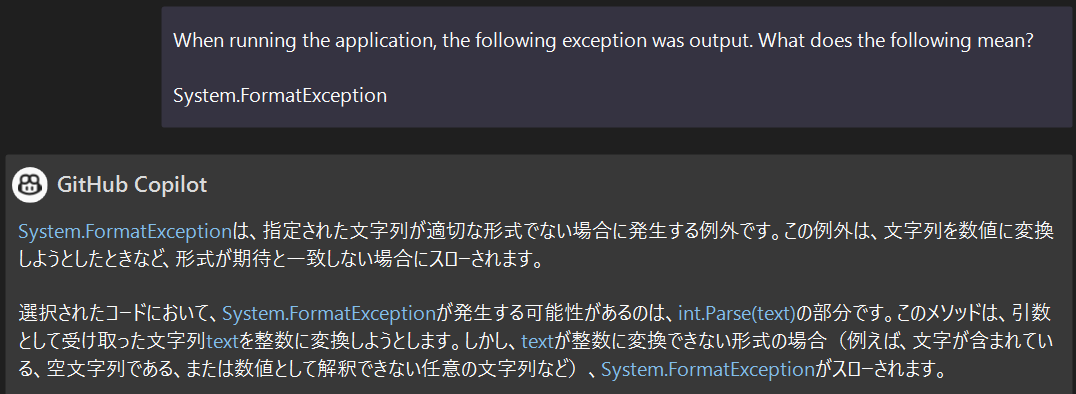 When running the application, the following exception was output. What does the following mean?
System.FormatException
GitHub Copilot
System.FormatExceptionは、指定された文字列が適切な形式でない場合に発生する例外です。この例外は、文字列を数値に変換
しようとしたときなど、形式が期待と一致しない場合にスローされます。
選択されたコードにおいて、System.FormatExceptionが発生する可能性があるのは、int.Parse(text)の部分です。このメソッドは、引数
として受け取った文字列textを整数に変換しようとします。しかし、textが整数に変換できない形式の場合（例えば、文字が含まれてい
る、空文字列である、または数値として解釈できない任意の文字列など）、System.FormatExceptionがスローされます。